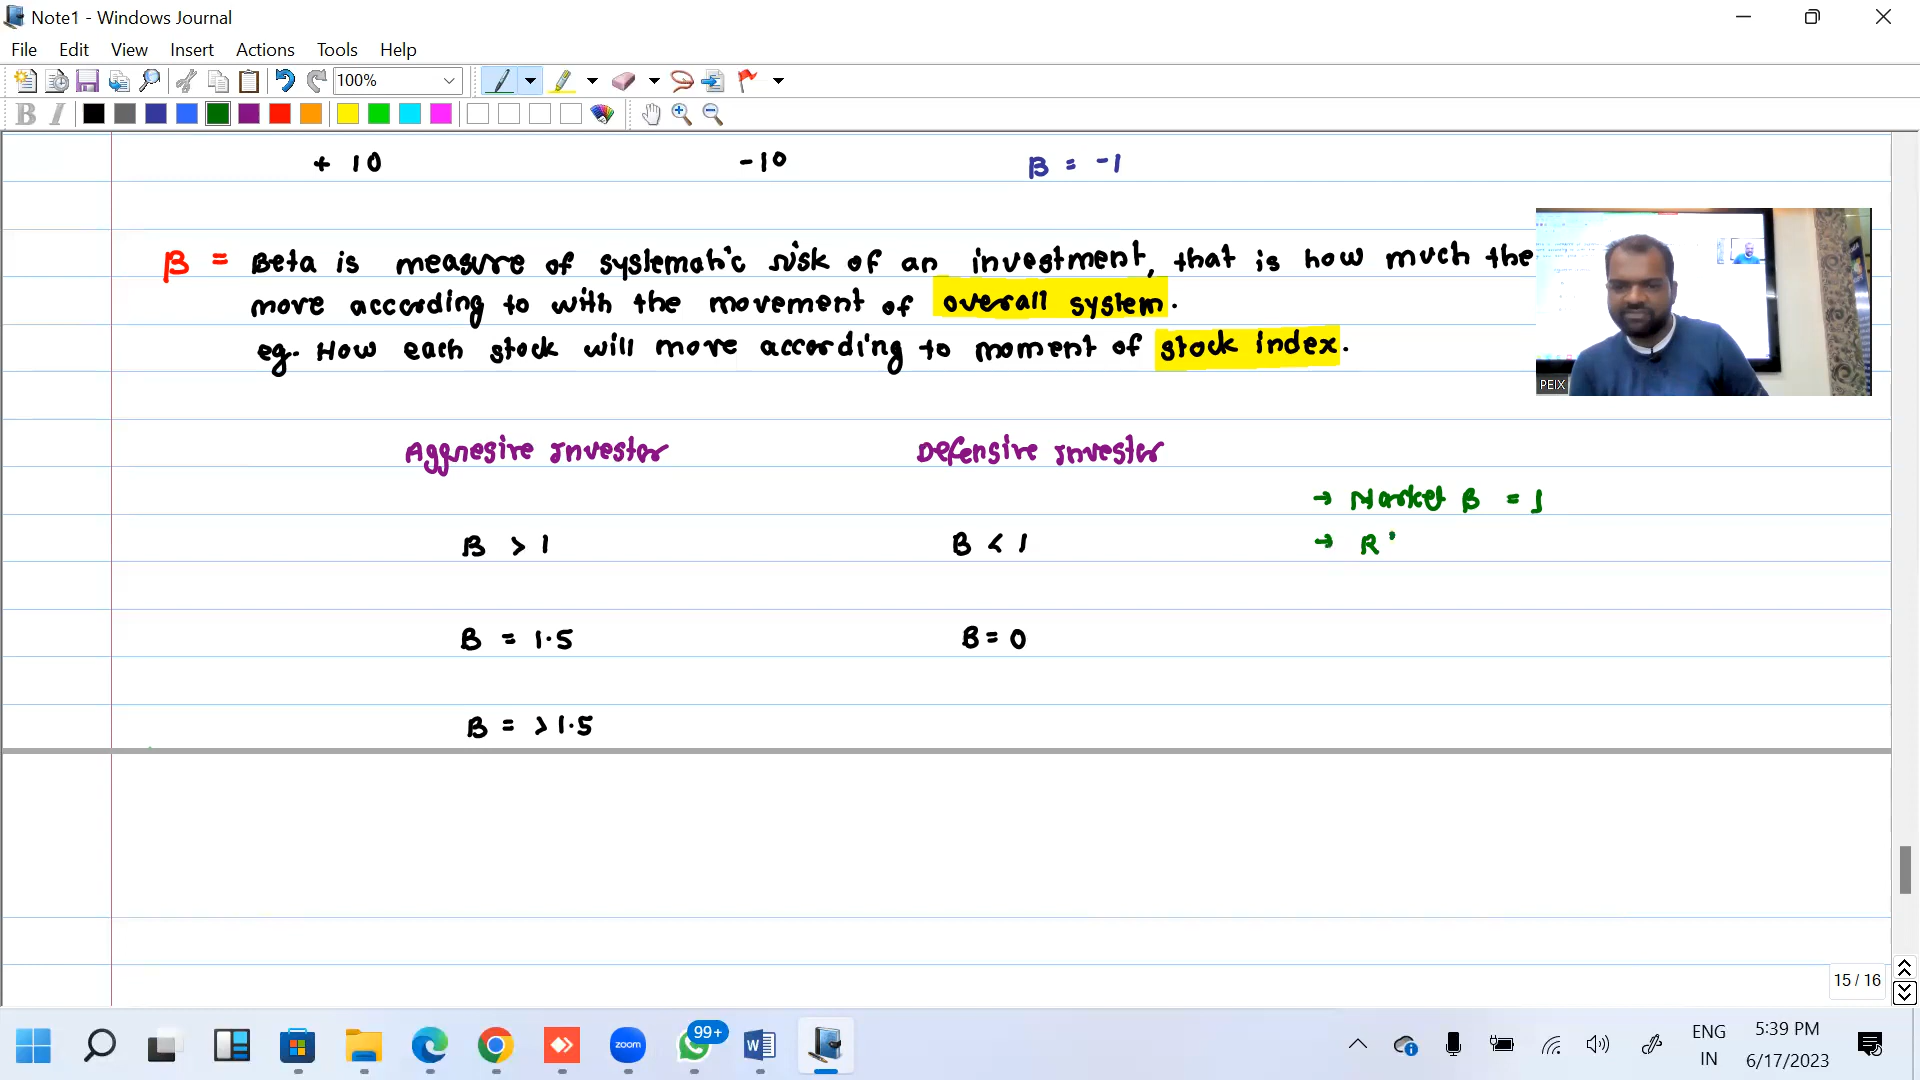 Note1 - Windows Journal
File Edit View Insert Actions Tools Help
100%
B I
+ 10 -10 β = -1
β = Beta is measure of systematic risk of an investment, that is how much the
move according to with the movement of overall system.
eg. How each stock will move according to moment of stock index.
PEIX
Aggresive Investor Defensive Investor
→ Market β = 1
β > 1 β < 1 → R
β = 1.5 β = 0
β = > 1.5
15 / 16
99+
zoom
ENG
IN
5:39 PM
6/17/2023